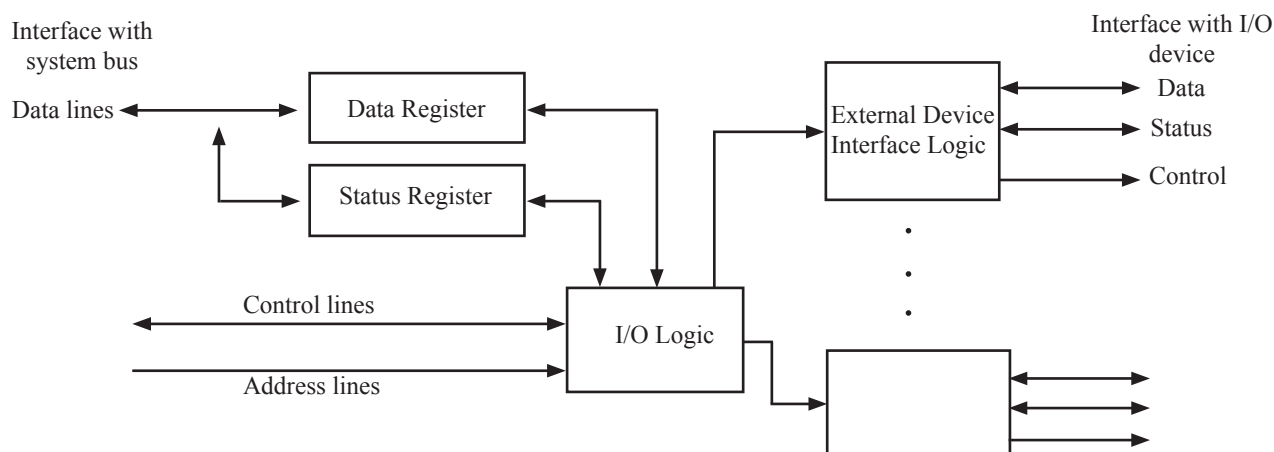 Interface with
system bus
Data lines
Data Register
Status Register
Control lines
Address lines
I/O Logic
External Device
Interface Logic
Interface with I/O
device
Data
Status
Control